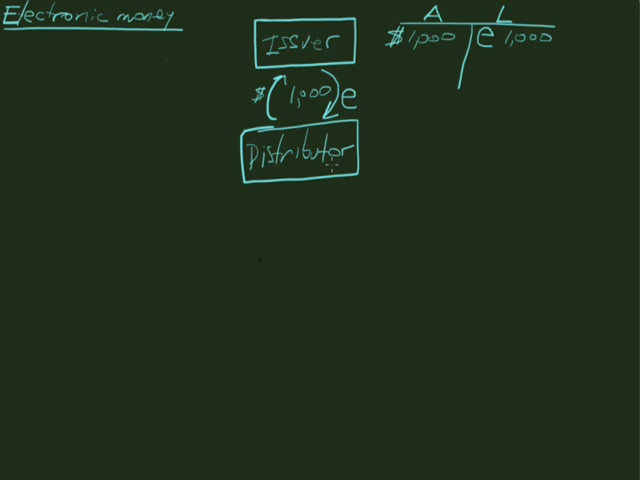 Electronic money
Issuer
A L
$1,000 e 1,000
$ 1,000 e
Distributor